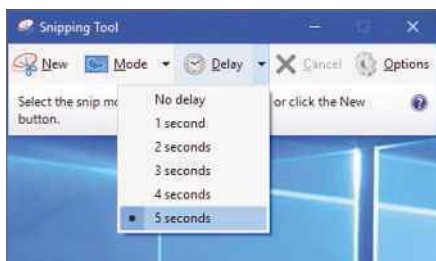 Snipping Tool
New Mode Delay Cancel Options
Select the snip mo
or click the New
button.
No delay
1 second
2 seconds
3 seconds
4 seconds
5 seconds